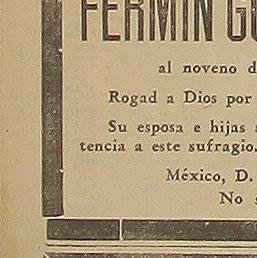 FERMIN
al noveno
Rogad a Dios por
Su esposa e hijas
tencia a este sufragio.
México, D.
No